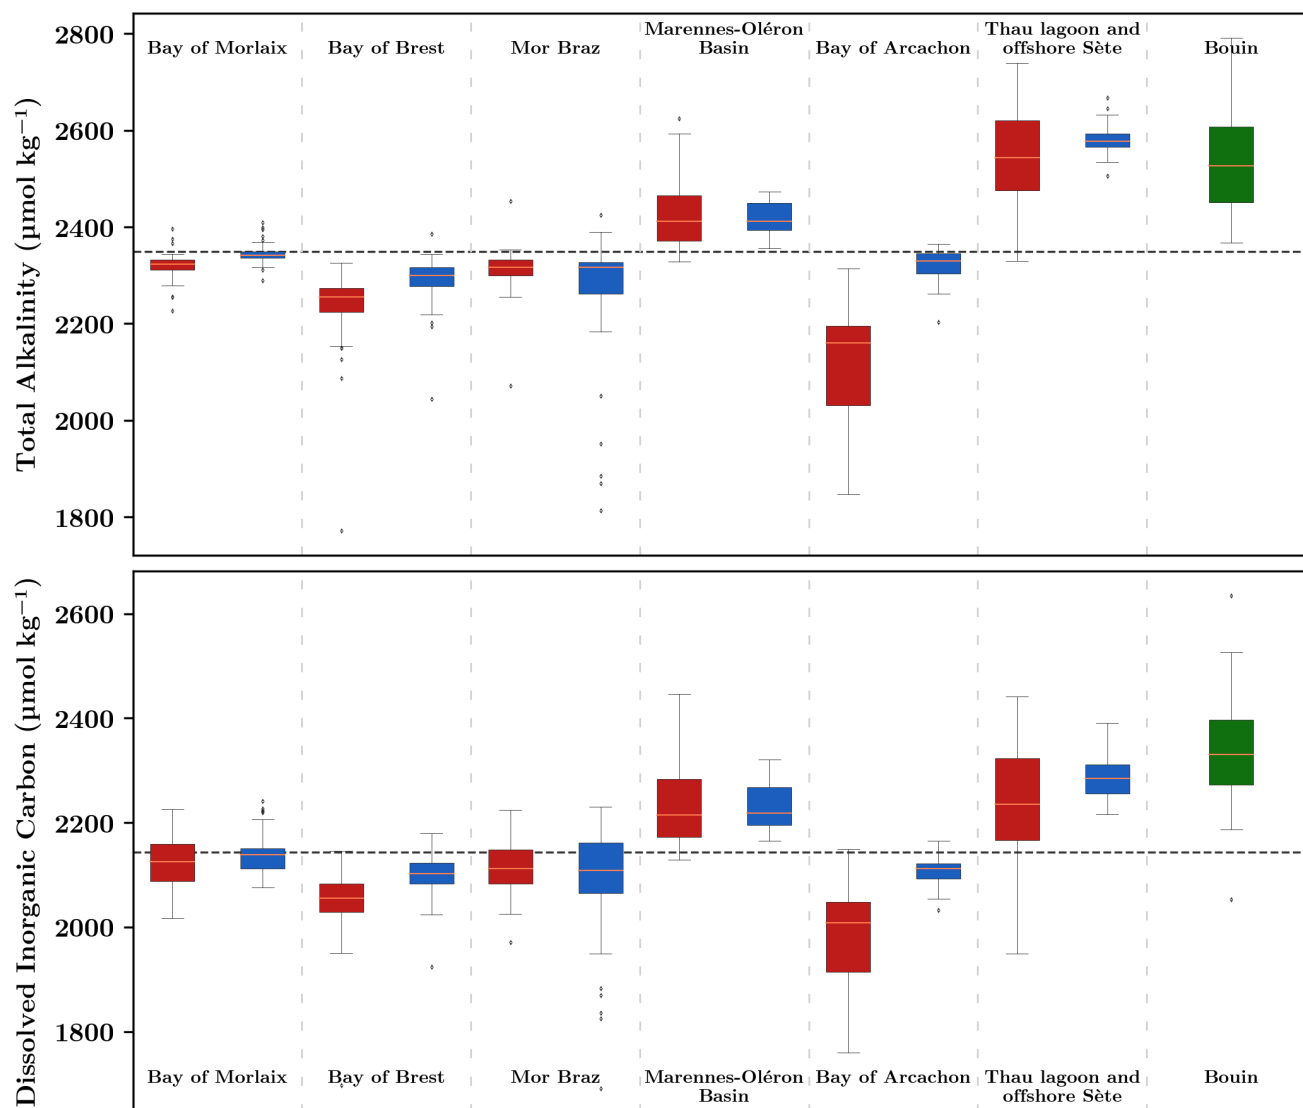 Total Alkalinity (µmol kg⁻¹)
2800
2600
2400
2200
2000
1800
Bay of Morlaix
Bay of Brest
Mor Braz
Marennes-Oléron
Basin
Bay of Arcachon
Thau lagoon and
offshore Sète
Bouin
Dissolved Inorganic Carbon (µmol kg⁻¹)
2600
2400
2200
2000
1800
Bay of Morlaix
Bay of Brest
Mor Braz
Marennes-Oléron
Basin
Bay of Arcachon
Thau lagoon and
offshore Sète
Bouin